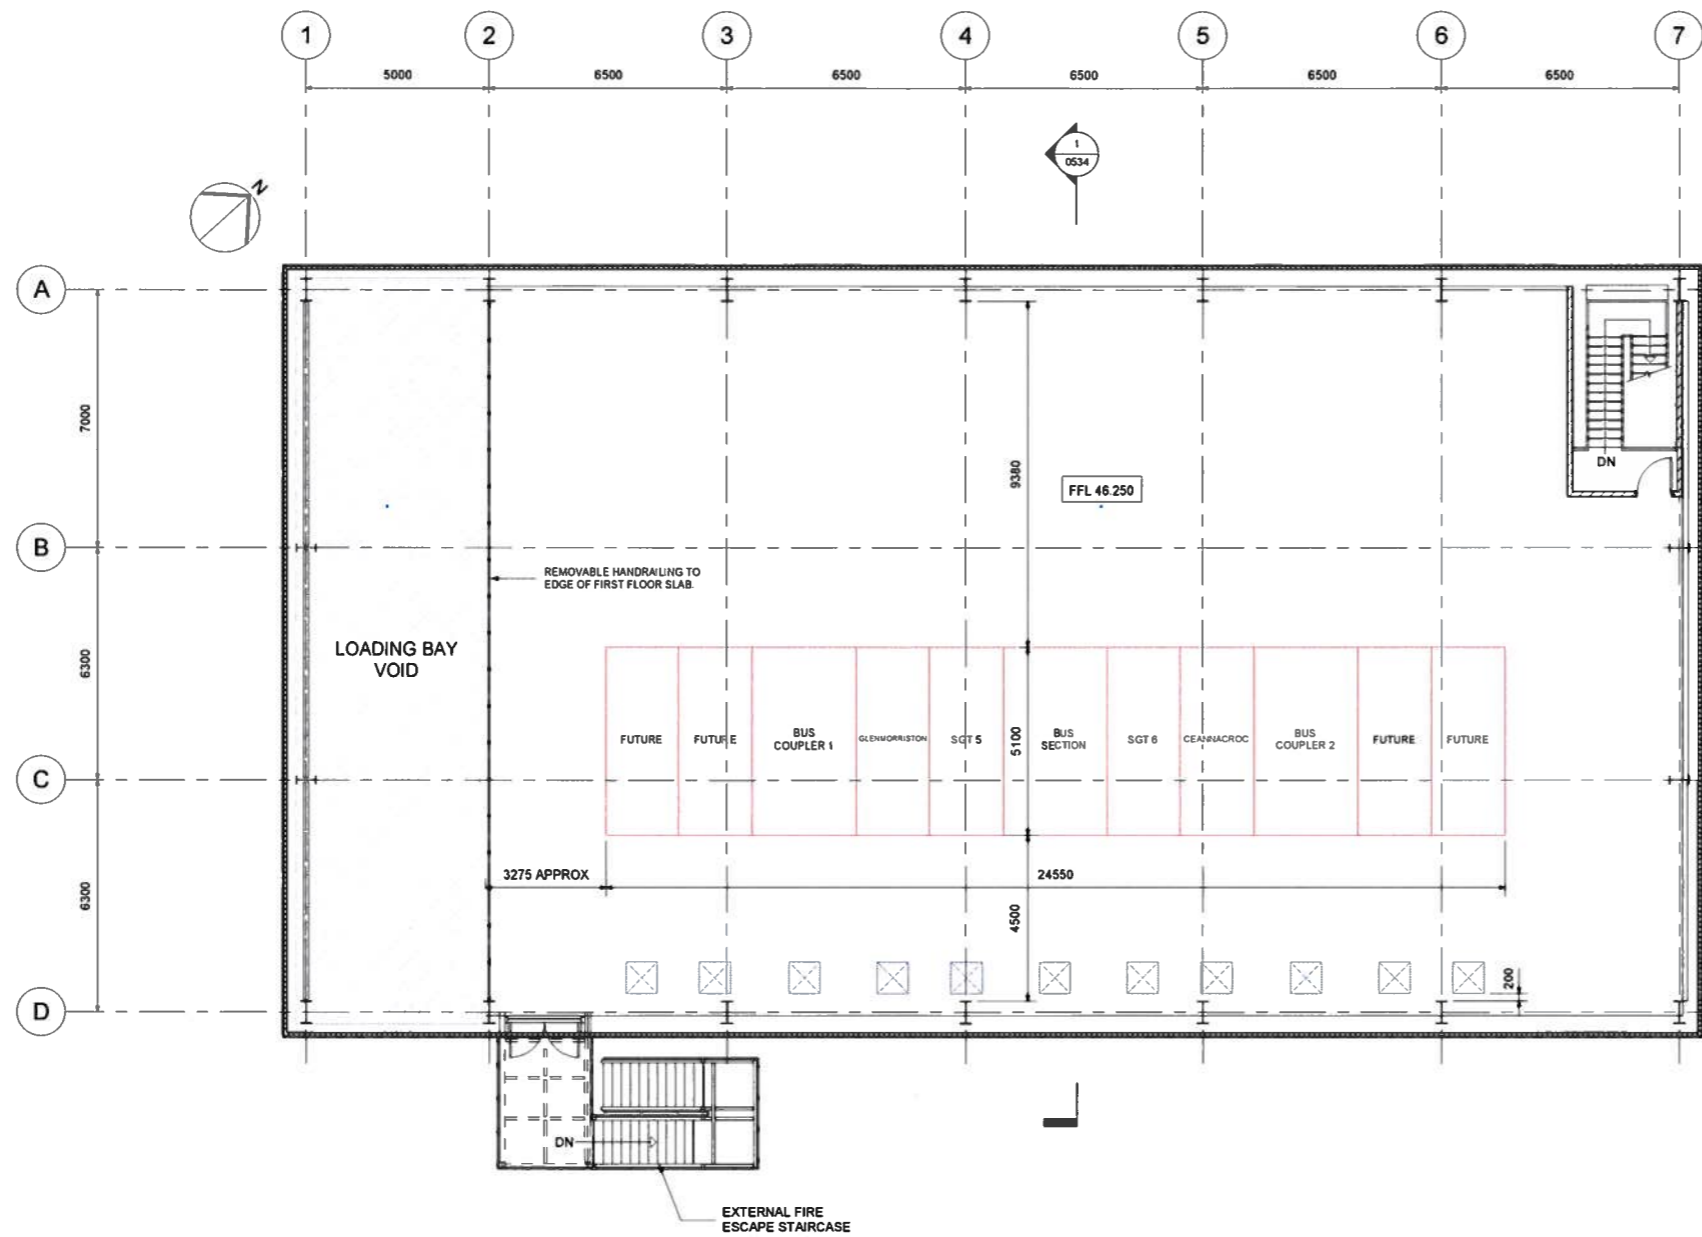 1 2 3 4 5 6 7
5000 6500 6500 6500 6500 6500
1
0534
N
A
7000
DN
9380
FFL 46.250
B
REMOVABLE HANDRAILING TO
EDGE OF FIRST FLOOR SLAB.
6300
LOADING BAY
VOID
FUTURE
FUTURE
BUS
COUPLER 1
GLENMORRISTON
SGT 5
5100
BUS
SECTION
SGT 6
CEANNACROC
BUS
COUPLER 2
FUTURE
FUTURE
C
6300
3275 APPROX
24550
4500
200
D
DN
EXTERNAL FIRE
ESCAPE STAIRCASE